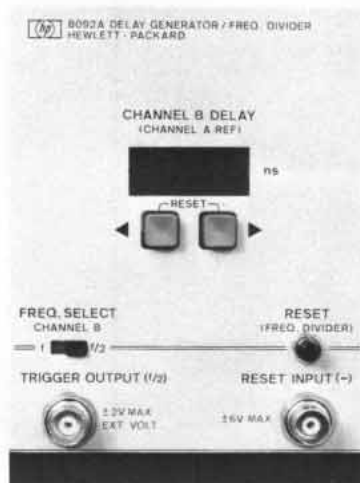 hp 8092A DELAY GENERATOR / FREQ. DIVIDER
HEWLETT - PACKARD
CHANNEL B DELAY
(CHANNEL A REF)
ns
RESET
FREQ. SELECT
CHANNEL B
f f/2
RESET
(FREQ. DIVIDER)
TRIGGER OUTPUT (f/2)
RESET INPUT (−)
±2V MAX
EXT VOLT
±6V MAX